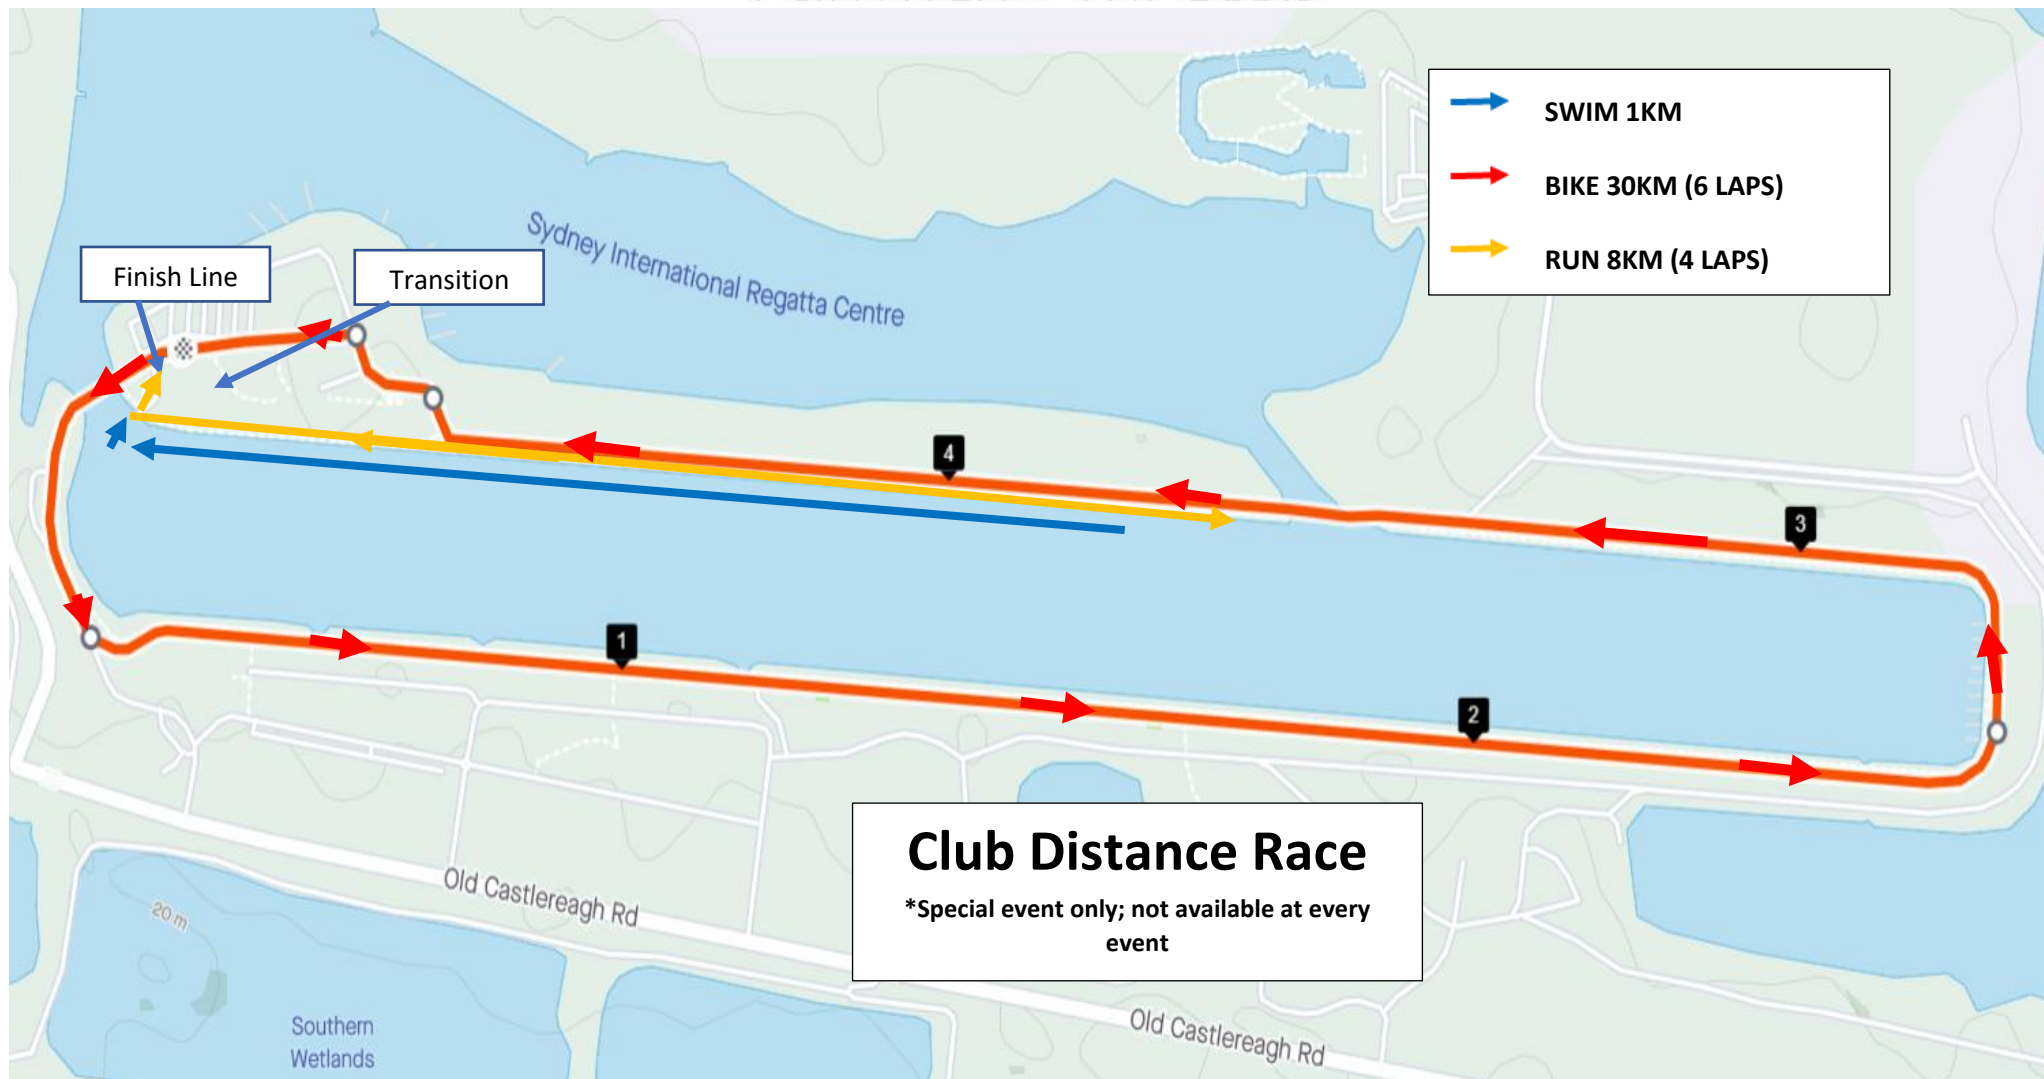 SWIM 1KM
BIKE 30KM (6 LAPS)
RUN 8KM (4 LAPS)
Sydney International Regatta Centre
Finish Line
Transition
4
3
1
2
Club Distance Race
*Special event only; not available at every
event
Old Castlereagh Rd
20 m
Southern
Wetlands
Old Castlereagh Rd